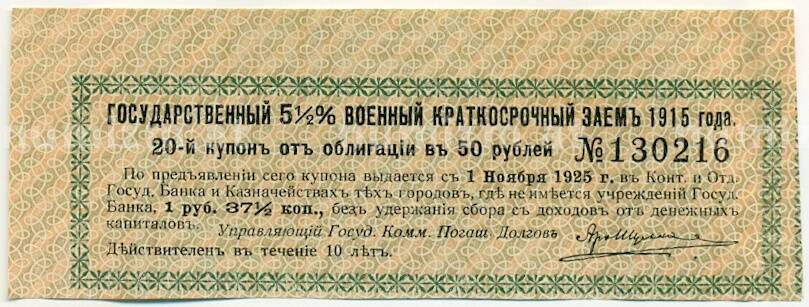 ГОСУДАРСТВЕННЫЙ 5½% ВОЕННЫЙ КРАТКОСРОЧНЫЙ ЗАЕМЪ 1915 года.
20-й купон от облигаціи въ 50 рублей №130216
По предъявленіи сего купона выдается съ 1 Ноября 1925 г. въ Конт. и Отд.
Госуд. Банка и Казначействахъ тѣхъ городовъ, гдѣ не имѣется учрежденій Госуд.
Банка, 1 руб. 37½ коп., безъ удержанія сбора съ доходовъ отъ денежныхъ
капиталовъ.
Управляющій Госуд. Комм. Погаш. Долговъ
Дѣйствителенъ въ теченіе 10 лѣтъ.